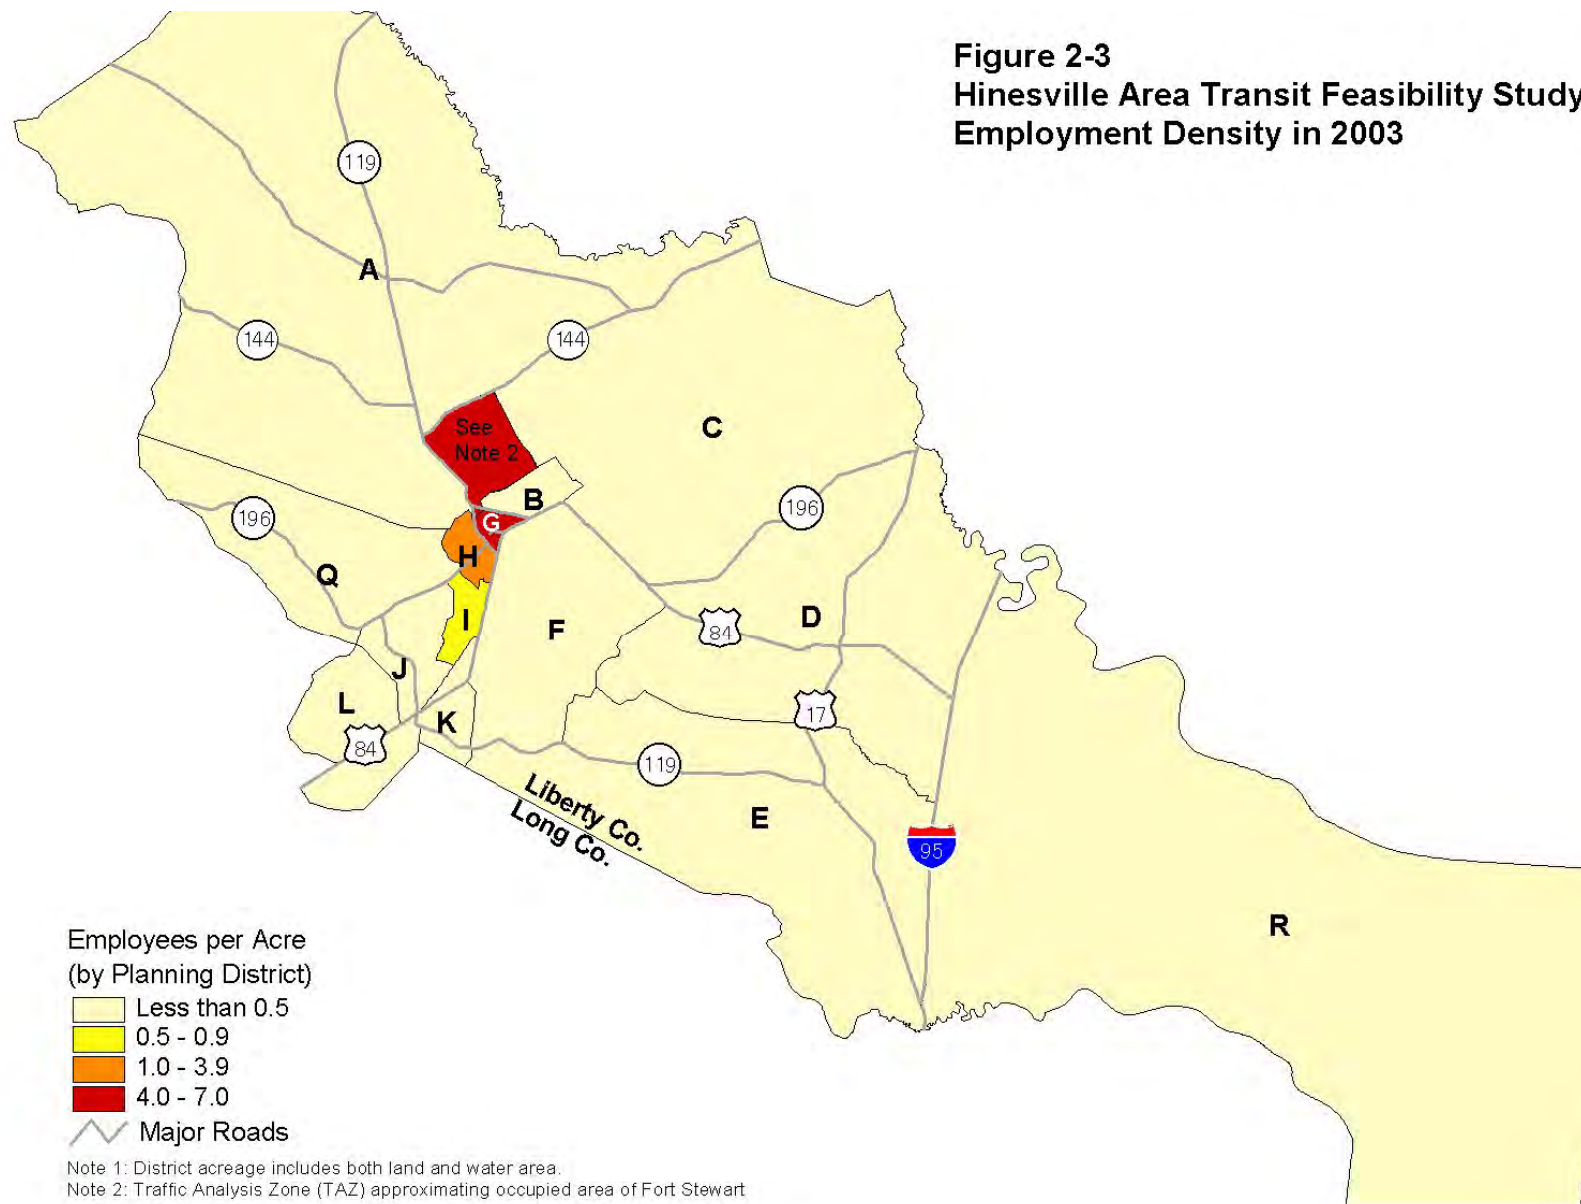 Figure 2-3
Hinesville Area Transit Feasibility Study
Employment Density in 2003
119
A
144
144
See
Note 2
C
B
196
196
G
H
Q
I
F
84
D
J
L
K
17
84
119
Liberty Co.
Long Co.
E
95
R
Employees per Acre
(by Planning District)
Less than 0.5
0.5 - 0.9
1.0 - 3.9
4.0 - 7.0
Major Roads
Note 1: District acreage includes both land and water area.
Note 2: Traffic Analysis Zone (TAZ) approximating occupied area of Fort Stewart